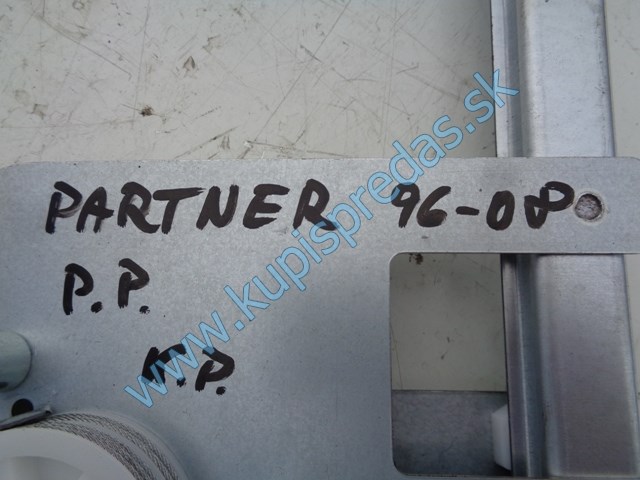 PARTNER 96-08
P.P.
P.
www.kupispredas.sk